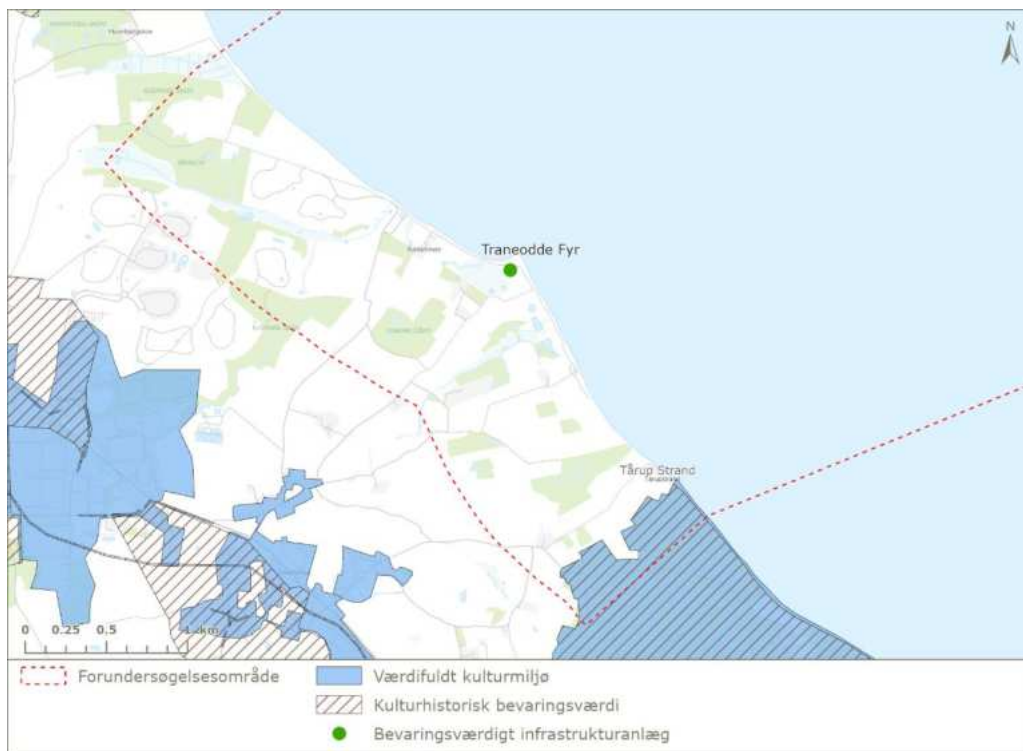 N
Traneodde Fyr
Tårup Strand
0 0.25 0.5 1 km
Forundersøgelsesområde
Værdifuldt kulturmiljø
Kulturhistorisk bevaringsværdi
Bevaringsværdigt infrastrukturanlæg